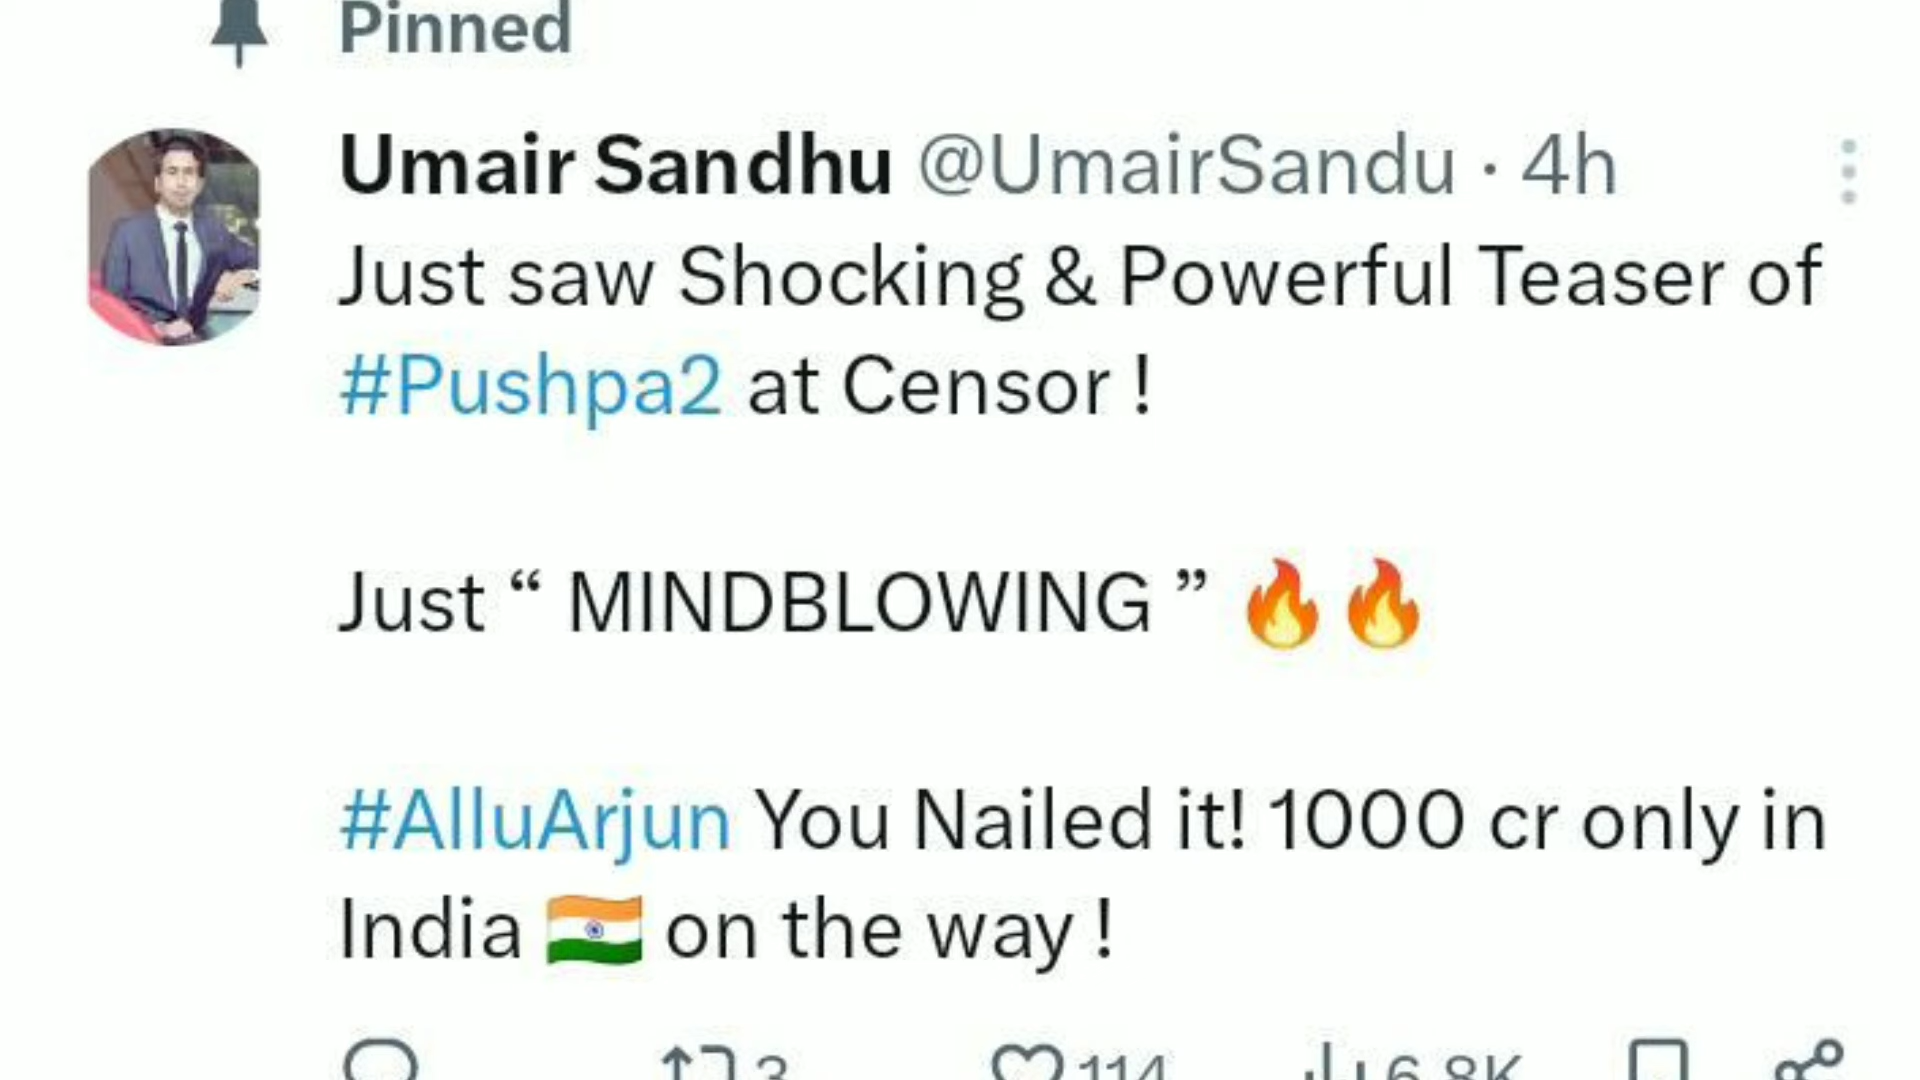 Pinned
Umair Sandhu @UmairSandu · 4h
Just saw Shocking & Powerful Teaser of
#Pushpa2 at Censor !
Just “ MINDBLOWING ” 🔥🔥
#AlluArjun You Nailed it! 1000 cr only in
India 🇮🇳 on the way !
3 114 6.8K